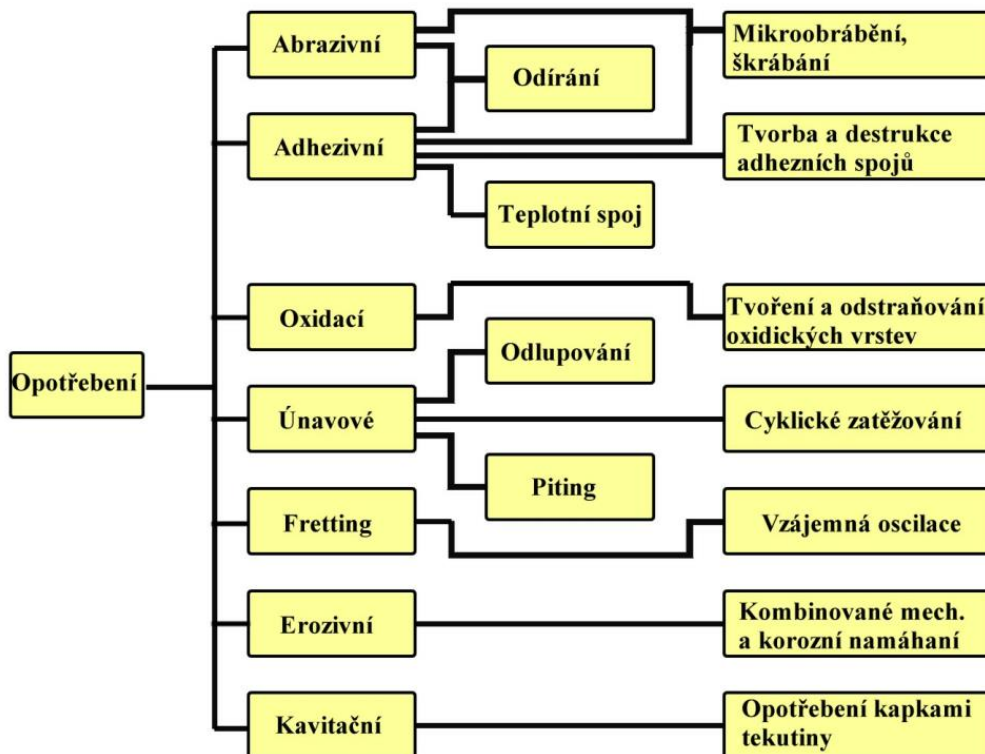 Abrazivní
Mikroobrábění,
škrábání
Odírání
Adhezivní
Tvorba a destrukce
adhezních spojů
Teplotní spoj
Oxidací
Tvoření a odstraňování
oxidických vrstev
Odlupování
Opotřebení
Únavové
Cyklické zatěžování
Piting
Fretting
Vzájemná oscilace
Erozivní
Kombinované mech.
a korozní namáhaní
Kavitační
Opotřebení kapkami
tekutiny